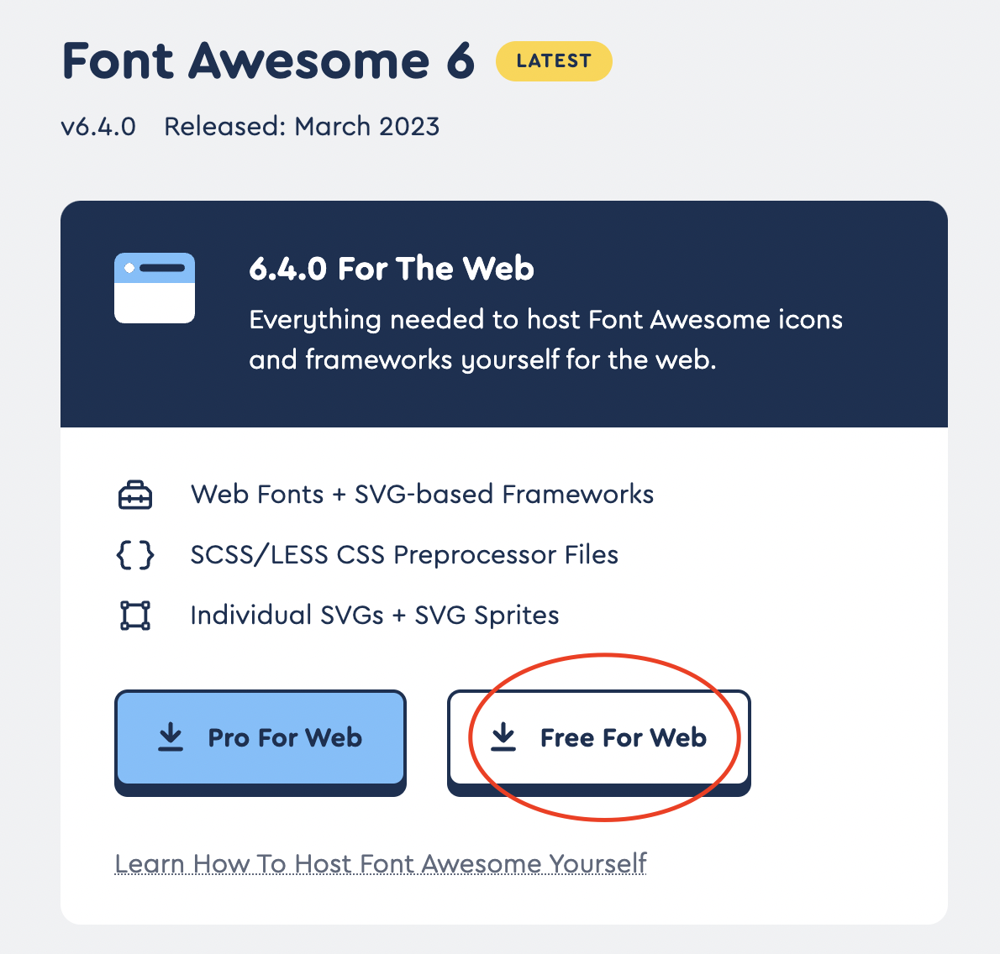 Font Awesome 6 LATEST
v6.4.0 Released: March 2023
6.4.0 For The Web
Everything needed to host Font Awesome icons
and frameworks yourself for the web.
Web Fonts + SVG-based Frameworks
SCSS/LESS CSS Preprocessor Files
Individual SVGs + SVG Sprites
Pro For Web
Free For Web
Learn How To Host Font Awesome Yourself